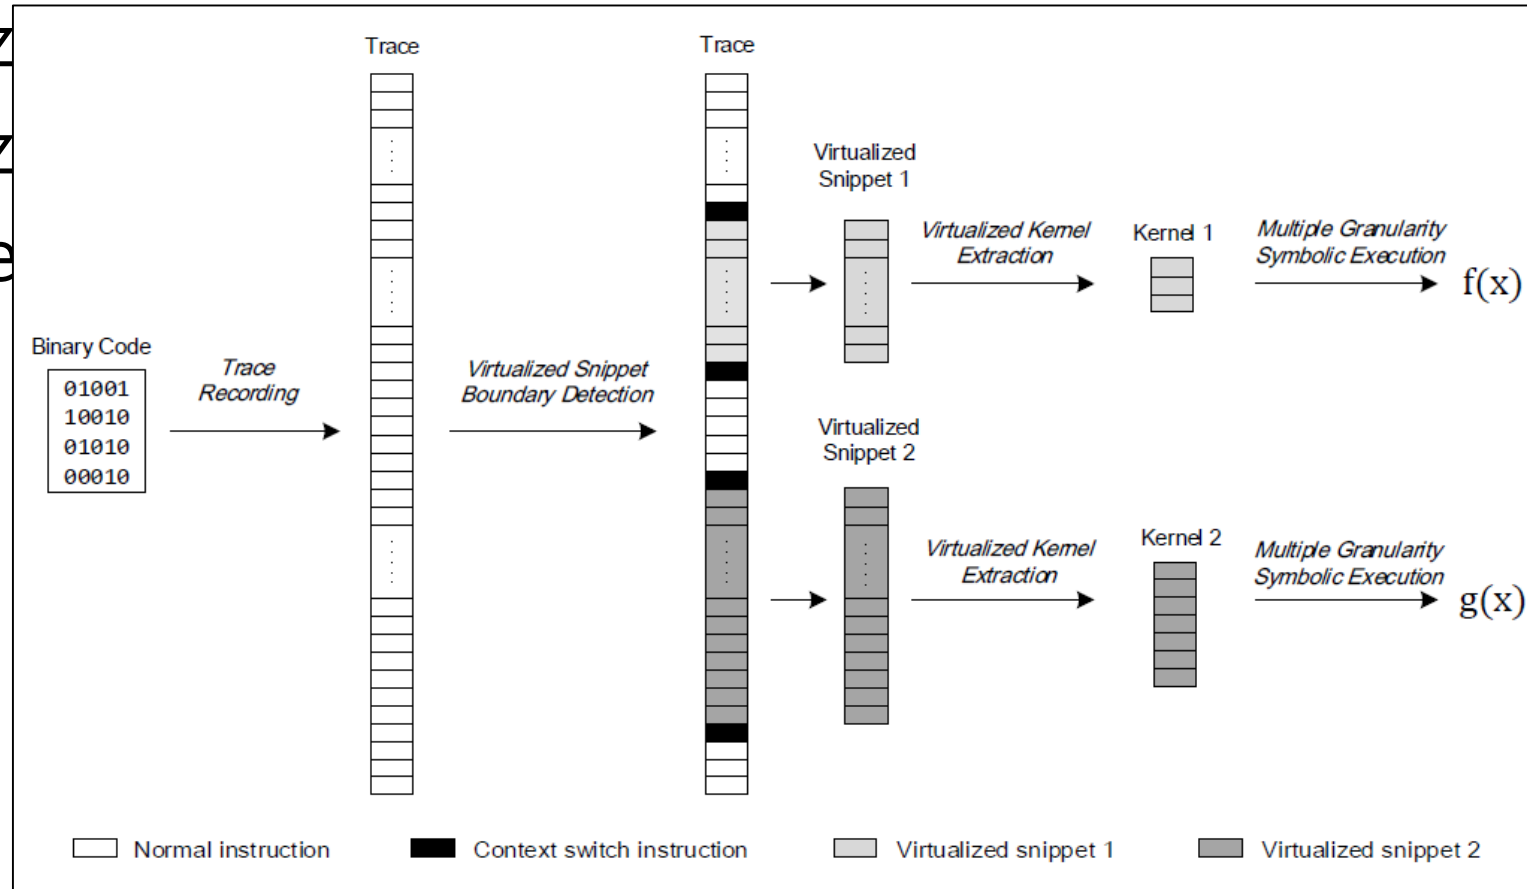 Trace
Trace
Virtualized
Snippet 1
Virtualized Kernel
Extraction
Kernel 1
Multiple Granularity
Symbolic Execution
f(x)
Binary Code
01001
10010
01010
00010
Trace
Recording
Virtualized Snippet
Boundary Detection
Virtualized
Snippet 2
Virtualized Kernel
Extraction
Kernel 2
Multiple Granularity
Symbolic Execution
g(x)
Normal instruction
Context switch instruction
Virtualized snippet 1
Virtualized snippet 2